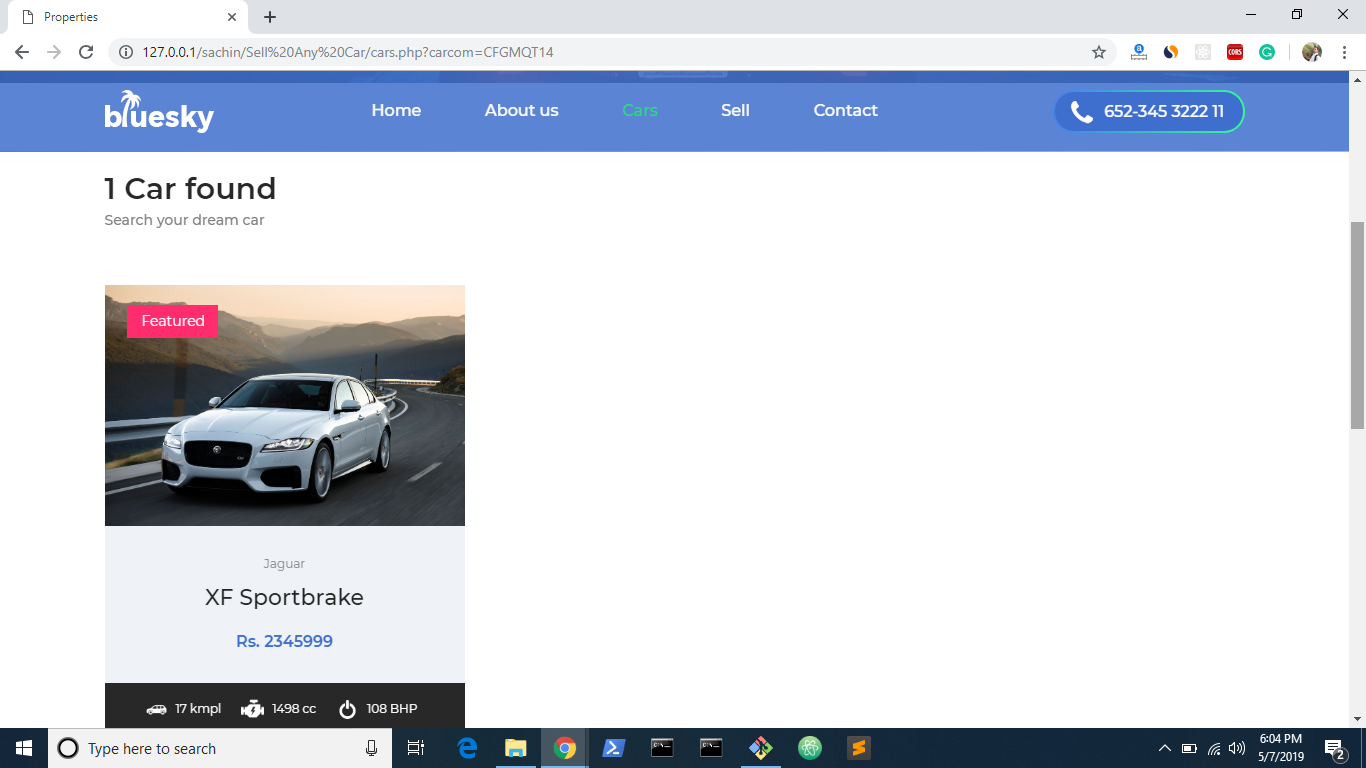 Properties
127.0.0.1/sachin/Sell%20Any%20Car/cars.php?carcom=CFGMQT14
CORS
bluesky
Home
About us
Cars
Sell
Contact
652-345 3222 11
1 Car found
Search your dream car
Featured
Jaguar
XF Sportbrake
Rs. 2345999
17 kmpl
1498 cc
108 BHP
Type here to search
6:04 PM
5/7/2019
2